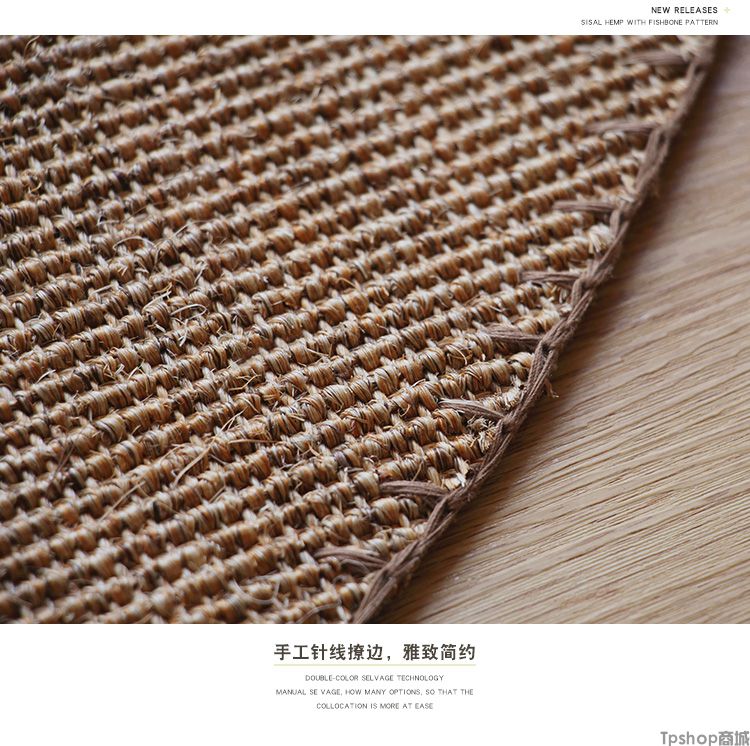 NEW RELEASES
SISAL HEMP WITH FISHBONE PATTERN
手工针线撩边，雅致简约
DOUBLE-COLOR SELVAGE TECHNOLOGY
MANUAL SE VAGE, HOW MANY OPTIONS, SO THAT THE
COLLOCATION IS MORE AT EASE
Tpshop商城